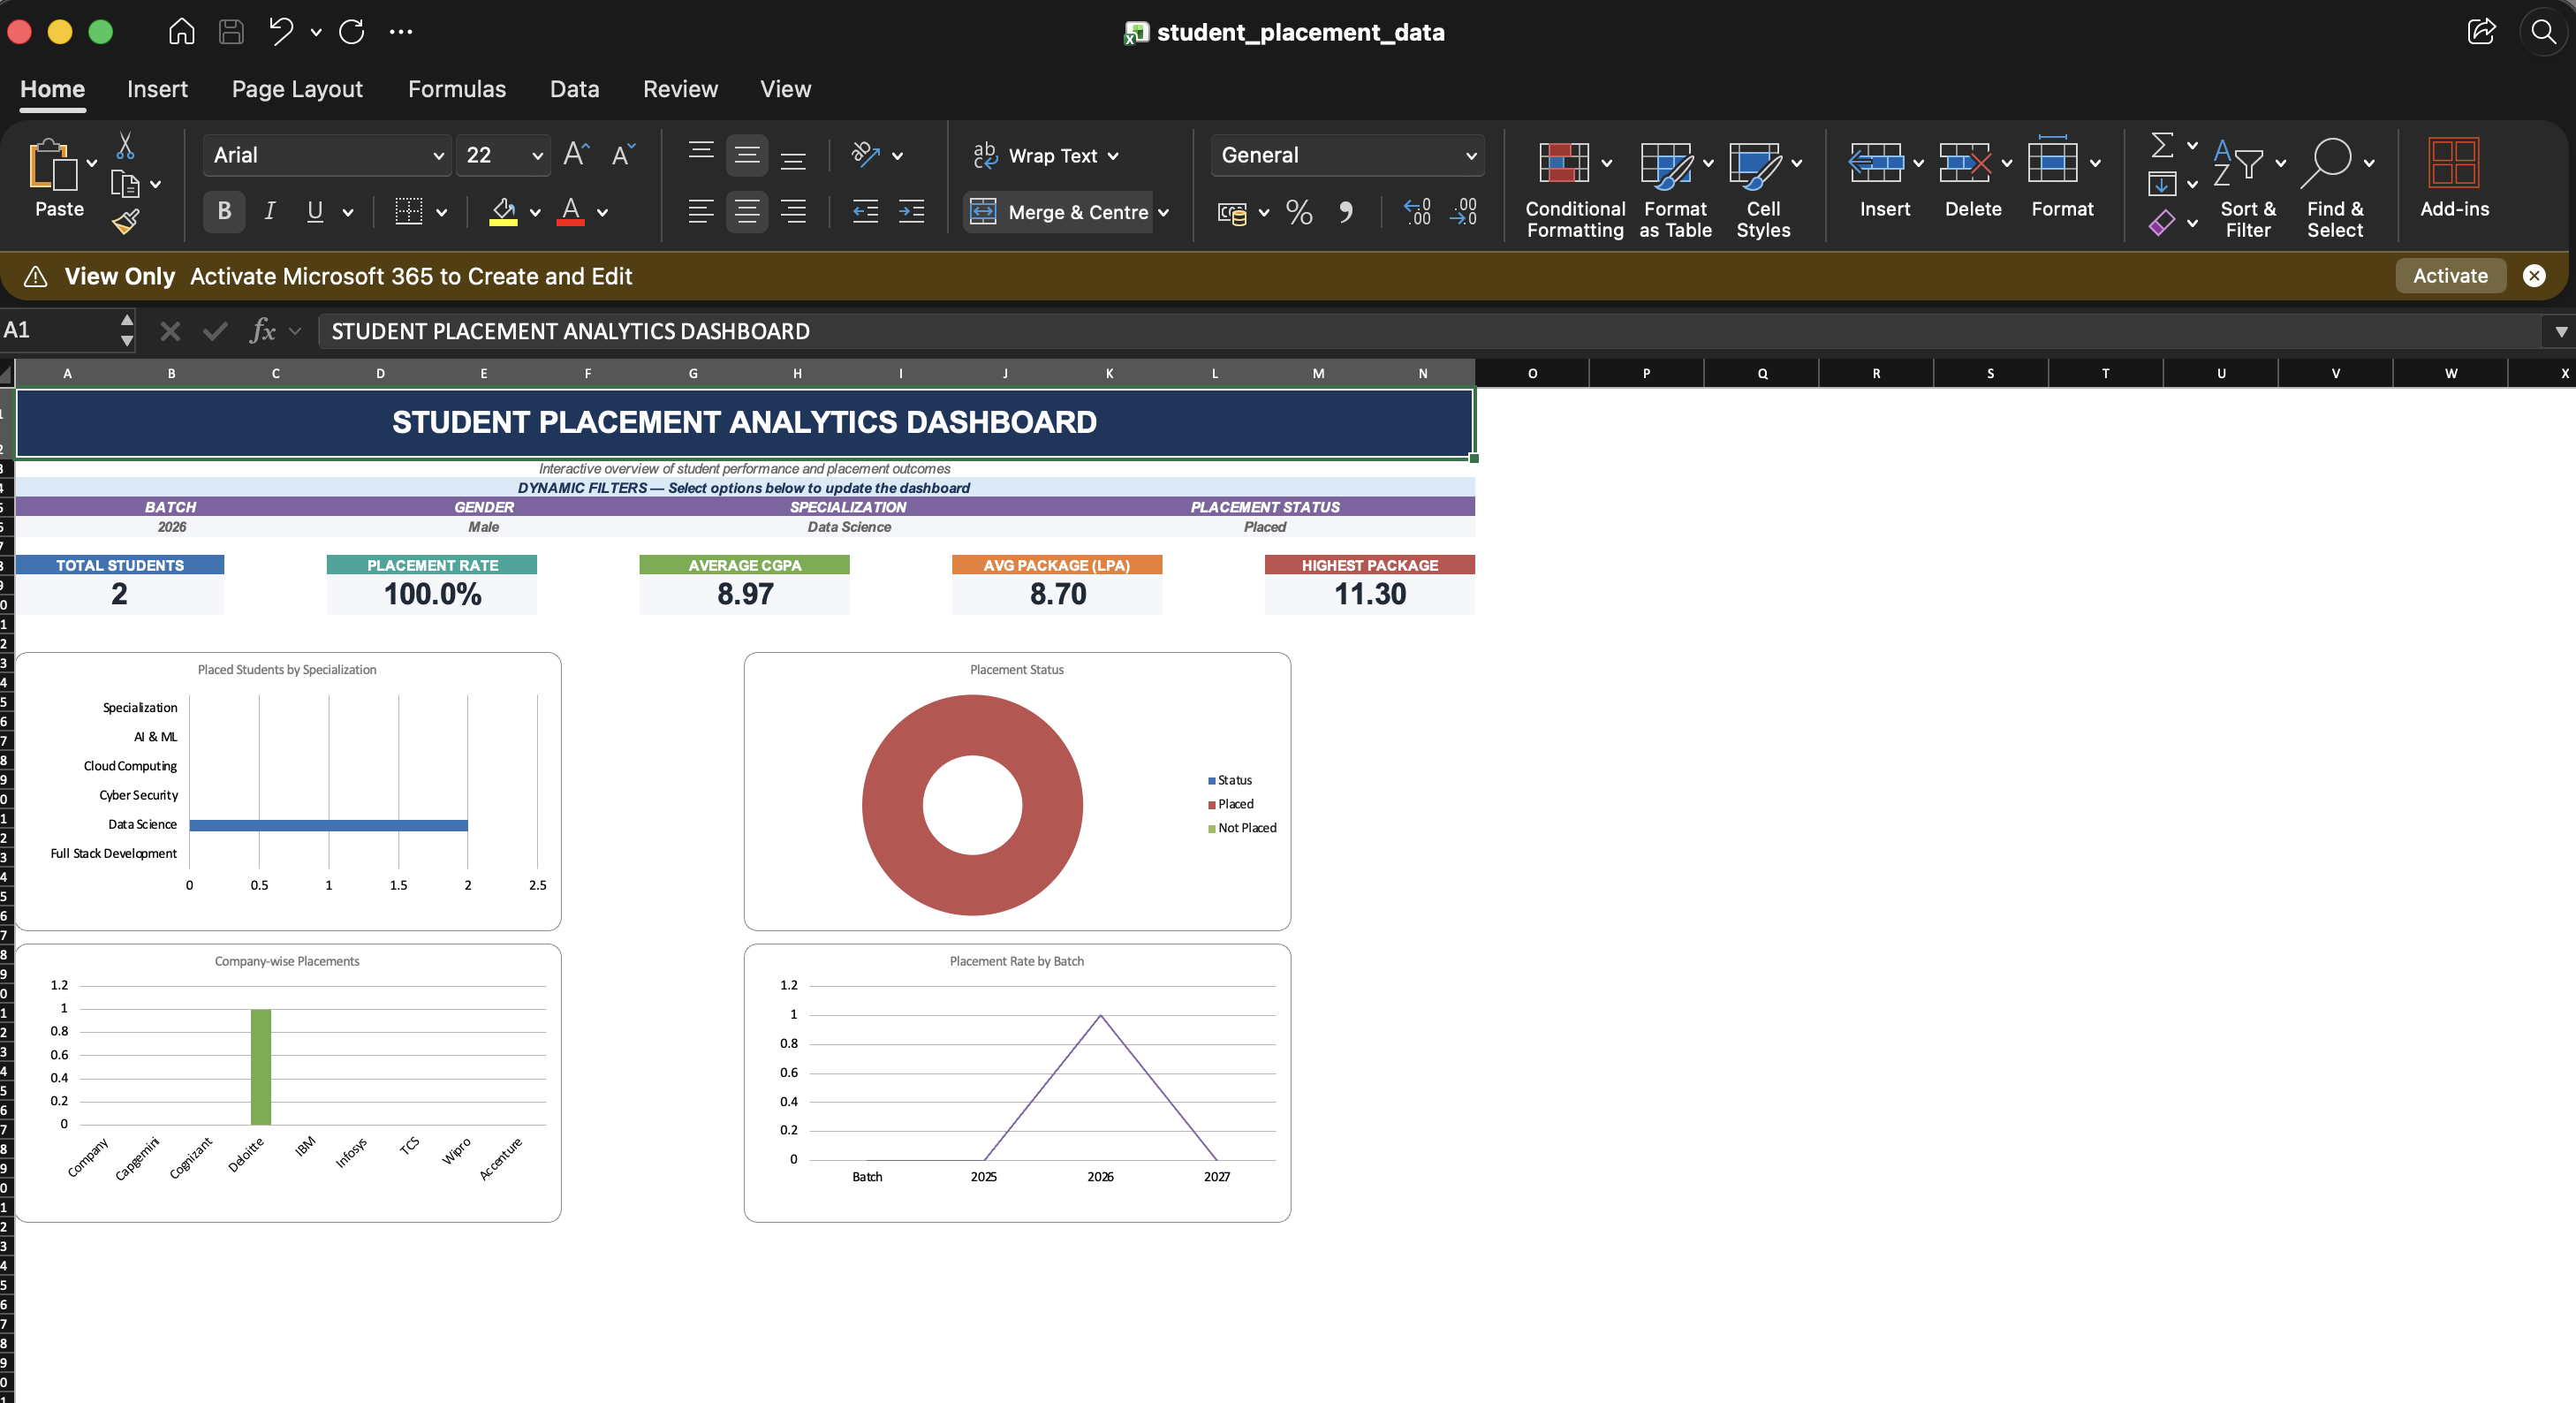 student_placement_data
Home Insert Page Layout Formulas Data Review View
Paste
Arial 22
B I U
Wrap Text
Merge & Centre
General
Conditional Formatting
Format as Table
Cell Styles
Insert
Delete
Format
Sort & Filter
Find & Select
Add-ins
View Only Activate Microsoft 365 to Create and Edit
Activate
A1 fx STUDENT PLACEMENT ANALYTICS DASHBOARD
A B C D E F G H I J K L M N O P Q R S T U V W X
STUDENT PLACEMENT ANALYTICS DASHBOARD
Interactive overview of student performance and placement outcomes
DYNAMIC FILTERS — Select options below to update the dashboard
BATCH GENDER SPECIALIZATION PLACEMENT STATUS
2026 Male Data Science Placed
TOTAL STUDENTS PLACEMENT RATE AVERAGE CGPA AVG PACKAGE (LPA) HIGHEST PACKAGE
2 100.0% 8.97 8.70 11.30
Placed Students by Specialization
Specialization
AI & ML
Cloud Computing
Cyber Security
Data Science
Full Stack Development
0 0.5 1 1.5 2 2.5
Placement Status
Status
Placed
Not Placed
Company-wise Placements
1.2
1
0.8
0.6
0.4
0.2
0
Company Capgemini Cognizant Deloitte IBM Infosys TCS Wipro Accenture
Placement Rate by Batch
1.2
1
0.8
0.6
0.4
0.2
0
Batch 2025 2026 2027